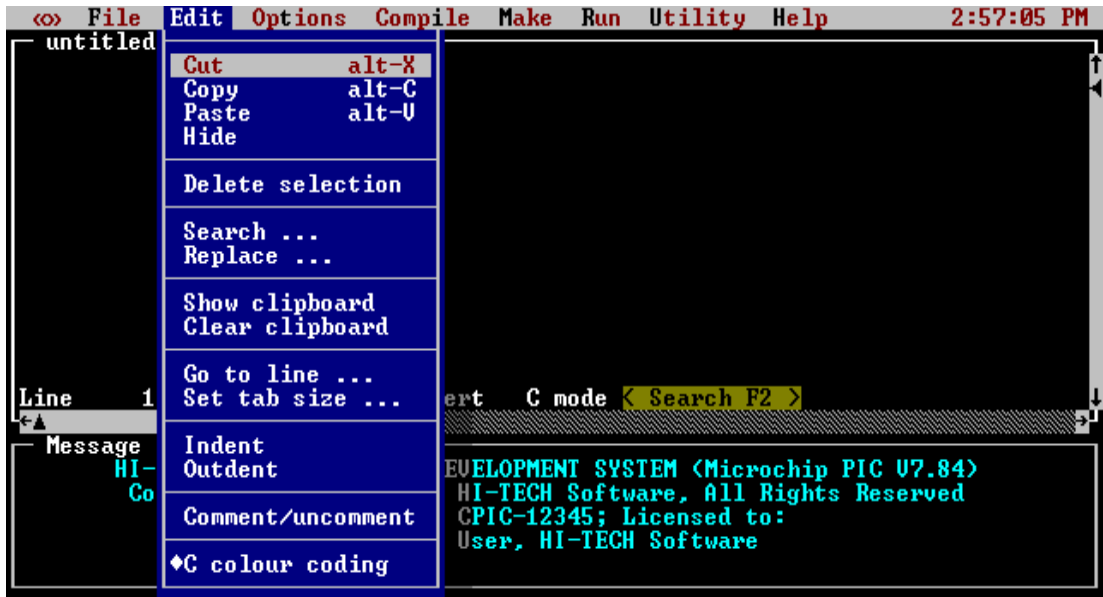 «» File Edit Options Compile Make Run Utility Help 2:57:05 PM
untitled
Cut alt-X
Copy alt-C
Paste alt-V
Hide
Delete selection
Search ...
Replace ...
Show clipboard
Clear clipboard
Go to line ...
Line 1 Set tab size ... ert C mode < Search F2 >
Message
Indent
HI- Outdent EVELOPMENT SYSTEM (Microchip PIC V7.84)
Co HI-TECH Software, All Rights Reserved
Comment/uncomment CPIC-12345; Licensed to:
User, HI-TECH Software
♦C colour coding